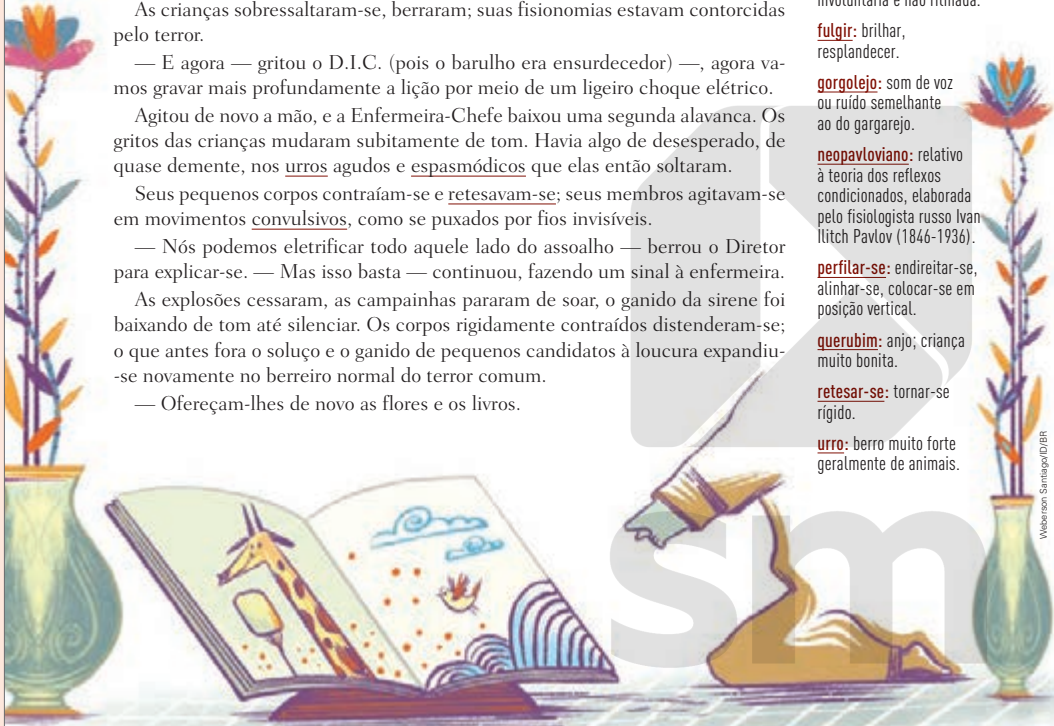 As crianças sobressaltaram-se, berraram; suas fisionomias estavam contorcidas
pelo terror.
— E agora — gritou o D.I.C. (pois o barulho era ensurdecedor) —, agora va-
mos gravar mais profundamente a lição por meio de um ligeiro choque elétrico.
Agitou de novo a mão, e a Enfermeira-Chefe baixou uma segunda alavanca. Os
gritos das crianças mudaram subitamente de tom. Havia algo de desesperado, de
quase demente, nos urros agudos e espasmódicos que elas então soltaram.
Seus pequenos corpos contraíam-se e retesavam-se; seus membros agitavam-se
em movimentos convulsivos, como se puxados por fios invisíveis.
— Nós podemos eletrificar todo aquele lado do assoalho — berrou o Diretor
para explicar-se. — Mas isso basta — continuou, fazendo um sinal à enfermeira.
As explosões cessaram, as campainhas pararam de soar, o ganido da sirene foi
baixando de tom até silenciar. Os corpos rigidamente contraídos distenderam-se;
o que antes fora o soluço e o ganido de pequenos candidatos à loucura expandiu-
-se novamente no berreiro normal do terror comum.
— Ofereçam-lhes de novo as flores e os livros.
involuntária e não ritmada.
fulgir: brilhar,
resplandecer.
gorgolejo: som de voz
ou ruído semelhante
ao do gargarejo.
neopavloviano: relativo
à teoria dos reflexos
condicionados, elaborada
pelo fisiologista russo Ivan
Ilitch Pavlov (1846-1936).
perfilar-se: endireitar-se,
alinhar-se, colocar-se em
posição vertical.
querubim: anjo; criança
muito bonita.
retesar-se: tornar-se
rígido.
urro: berro muito forte
geralmente de animais.
Weberson Santiago/ID/BR
sm